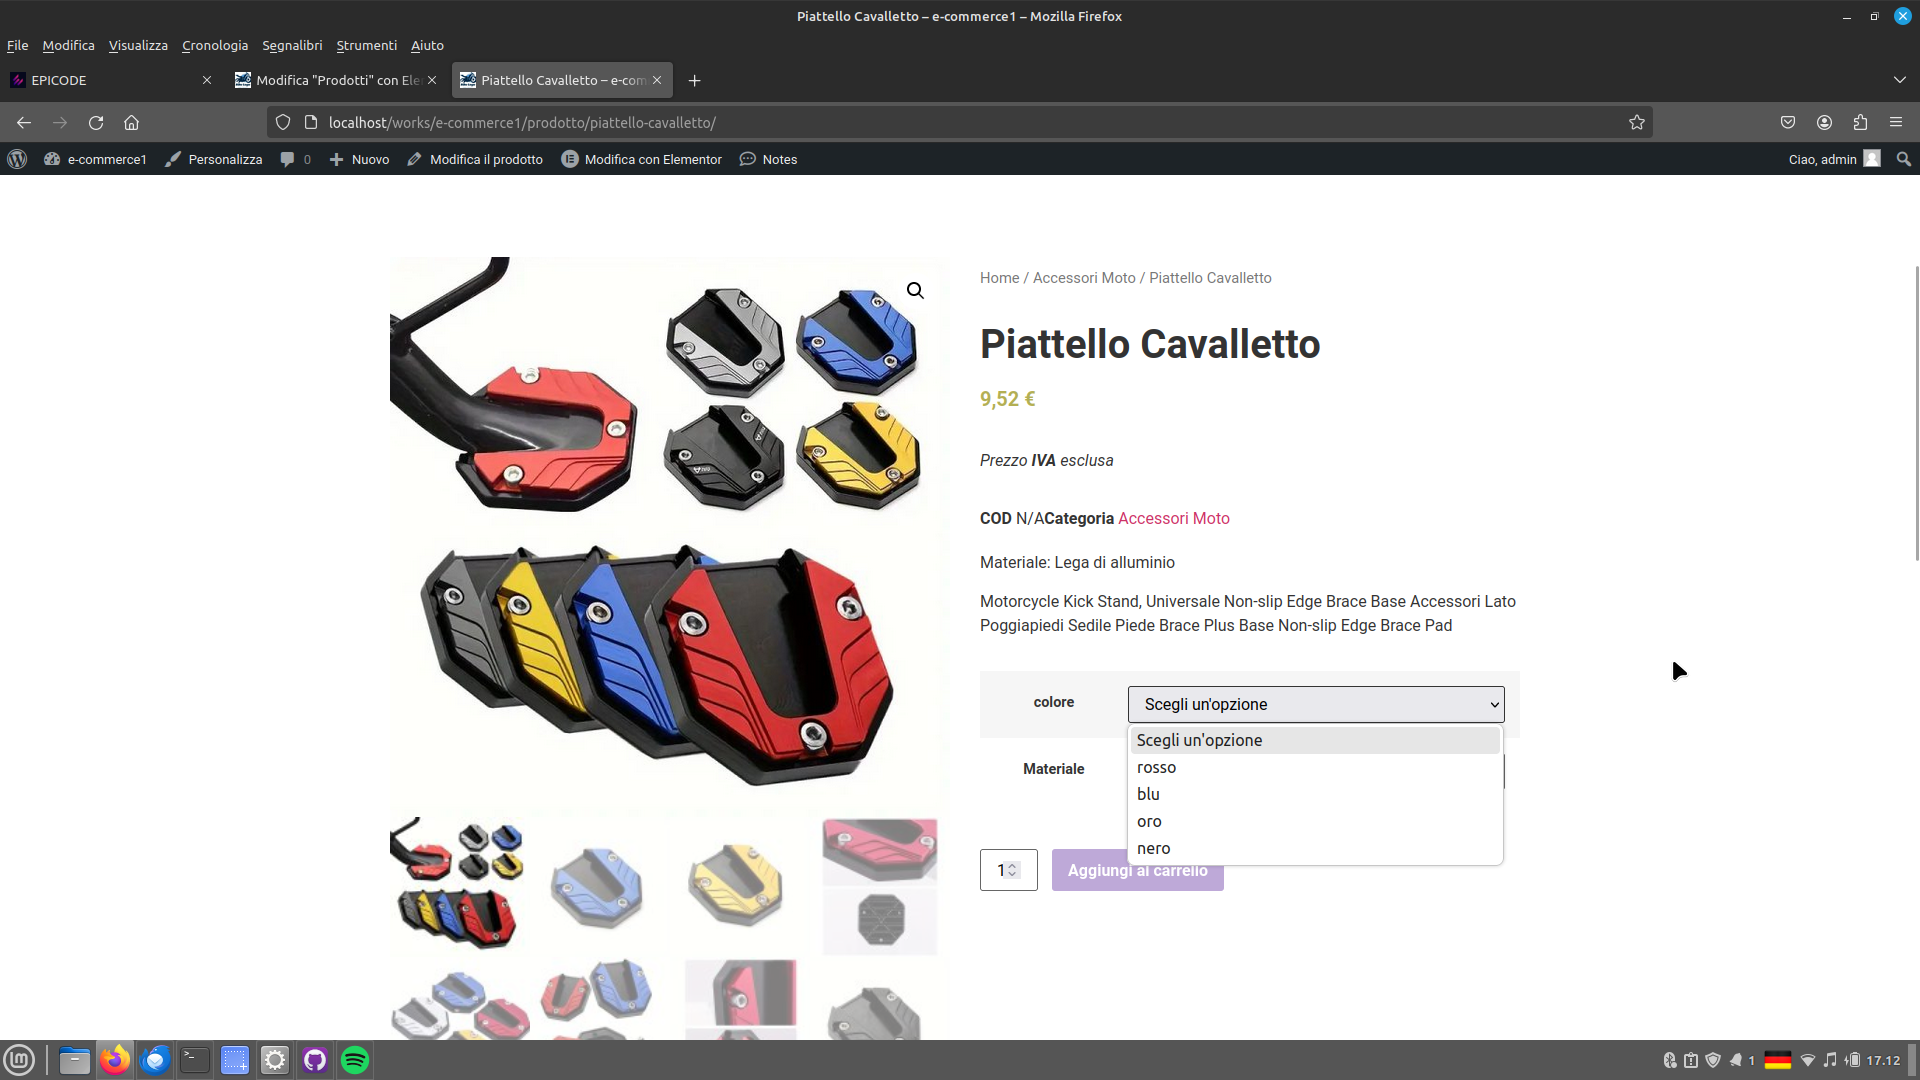 Piattello Cavalletto – e-commerce1 – Mozilla Firefox
File Modifica Visualizza Cronologia Segnalibri Strumenti Aiuto
EPICODE
Modifica "Prodotti" con Ele
Piattello Cavalletto – e-com
localhost/works/e-commerce1/prodotto/piattello-cavalletto/
e-commerce1 Personalizza 0 Nuovo Modifica il prodotto Modifica con Elementor Notes
Ciao, admin
Home / Accessori Moto / Piattello Cavalletto
Piattello Cavalletto
9,52 €
Prezzo IVA esclusa
COD N/ACategoria Accessori Moto
Materiale: Lega di alluminio
Motorcycle Kick Stand, Universale Non-slip Edge Brace Base Accessori Lato
Poggiapiedi Sedile Piede Brace Plus Base Non-slip Edge Brace Pad
colore
Scegli un'opzione
Scegli un'opzione
rosso
blu
oro
nero
Materiale
1
Aggiungi al carrello
1
17.12